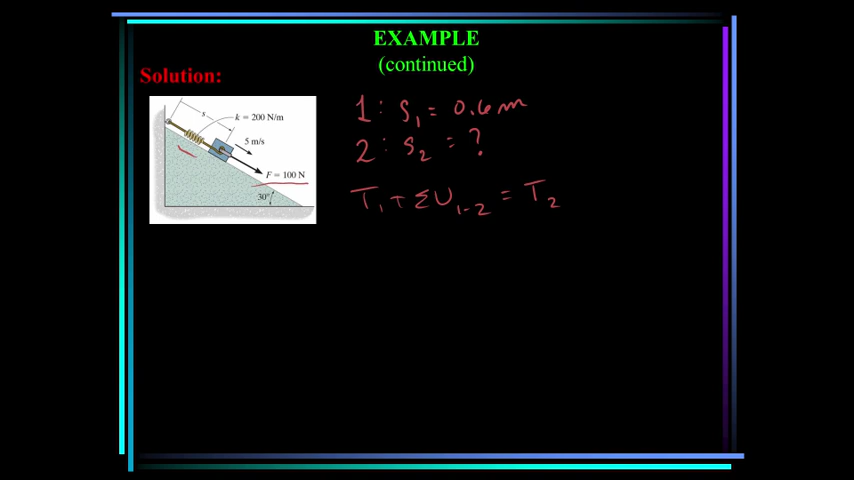 EXAMPLE
(continued)
Solution:
s
k = 200 N/m
5 m/s
F = 100 N
30°
1 : S₁ = 0.6 m
2 : S₂ = ?
T₁ + ΣU₁₋₂ = T₂